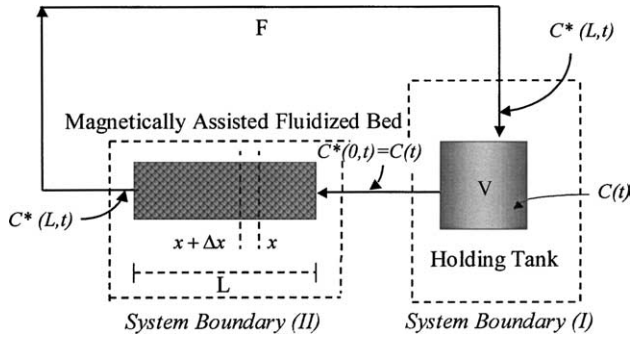 F
C* (L,t)
Magnetically Assisted Fluidized Bed
C*(0,t)=C(t)
V
C(t)
C* (L,t)
x + Δx
x
L
Holding Tank
System Boundary (II)
System Boundary (I)